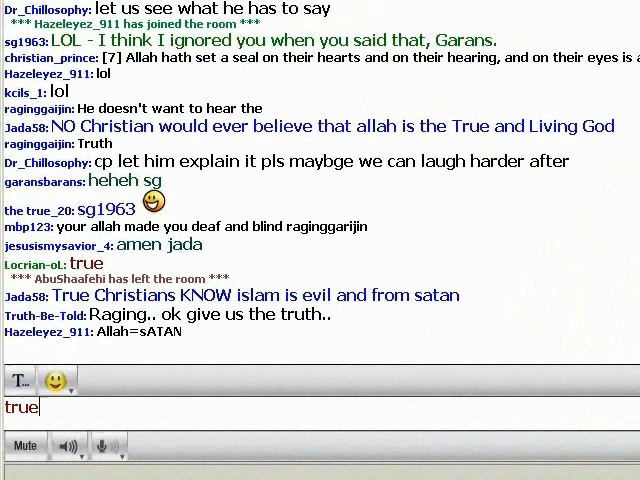 Dr_Chillosophy: let us see what he has to say
*** Hazeleyez_911 has joined the room ***
sg1963: LOL - I think I ignored you when you said that, Garans.
christian_prince: [7] Allah hath set a seal on their hearts and on their hearing, and on their eyes is a
Hazeleyez_911: lol
kcils_1: lol
raginggaijin: He doesn't want to hear the
Jada58: NO Christian would ever believe that allah is the True and Living God
raginggaijin: Truth
Dr_Chillosophy: cp let him explain it pls maybge we can laugh harder after
garansbarans: heheh sg
the true_20: sg1963
mbp123: your allah made you deaf and blind raginggarijin
jesusismysavior_4: amen jada
Locrian-oL: true
*** AbuShaafehi has left the room ***
Jada58: True Christians KNOW islam is evil and from satan
Truth-Be-Told: Raging.. ok give us the truth..
Hazeleyez_911: Allah=sATAN
T...
true
Mute